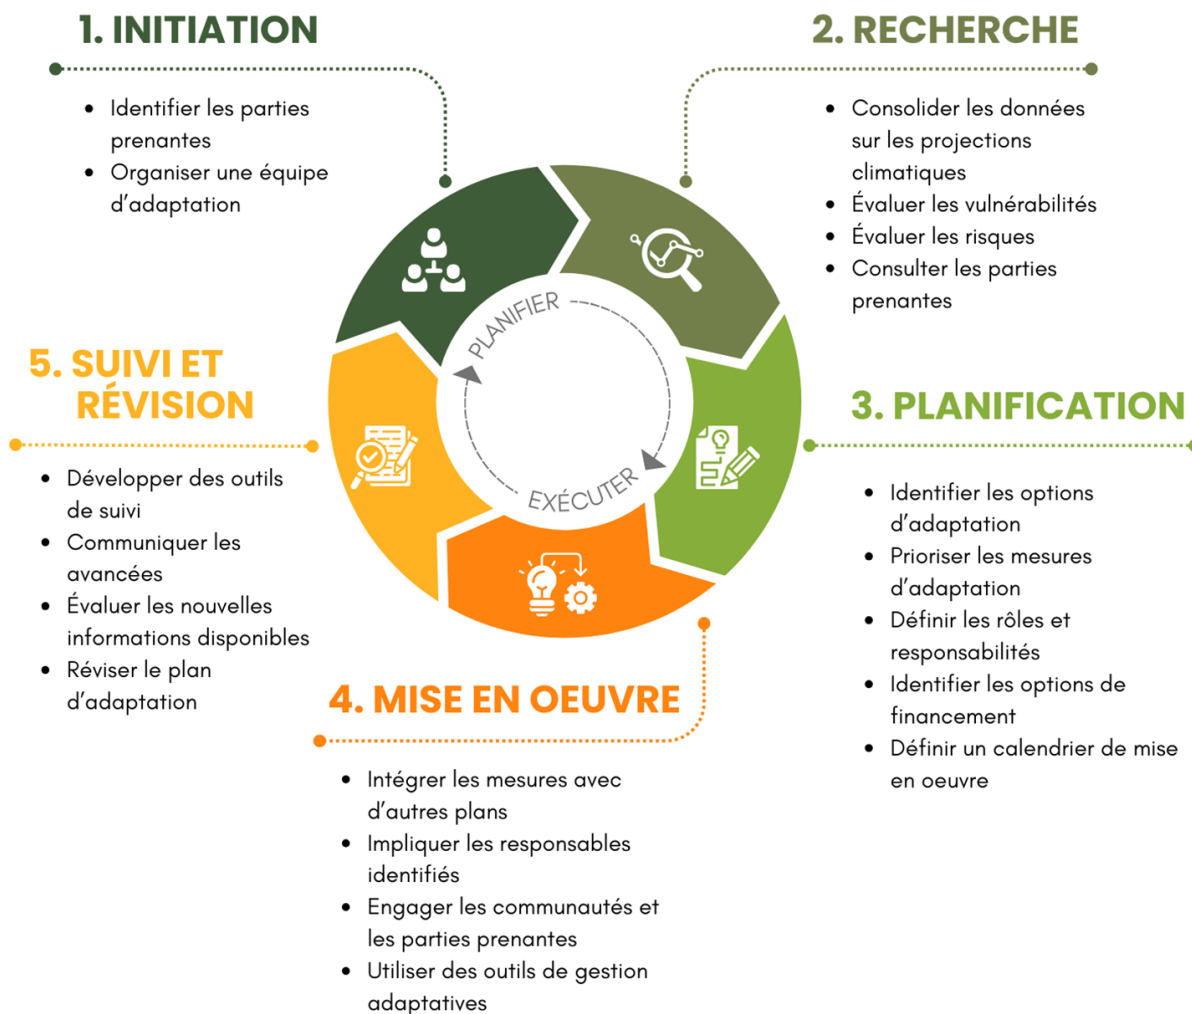 1. INITIATION
• Identifier les parties
prenantes
• Organiser une équipe
d’adaptation
2. RECHERCHE
• Consolider les données
sur les projections
climatiques
• Évaluer les vulnérabilités
• Évaluer les risques
• Consulter les parties
prenantes
3. PLANIFICATION
• Identifier les options
d’adaptation
• Prioriser les mesures
d’adaptation
• Définir les rôles et
responsabilités
• Identifier les options de
financement
• Définir un calendrier de mise
en oeuvre
4. MISE EN OEUVRE
• Intégrer les mesures avec
d’autres plans
• Impliquer les responsables
identifiés
• Engager les communautés et
les parties prenantes
• Utiliser des outils de gestion
adaptatives
5. SUIVI ET
RÉVISION
• Développer des outils
de suivi
• Communiquer les
avancées
• Évaluer les nouvelles
informations disponibles
• Réviser le plan
d’adaptation
PLANIFIER
EXÉCUTER